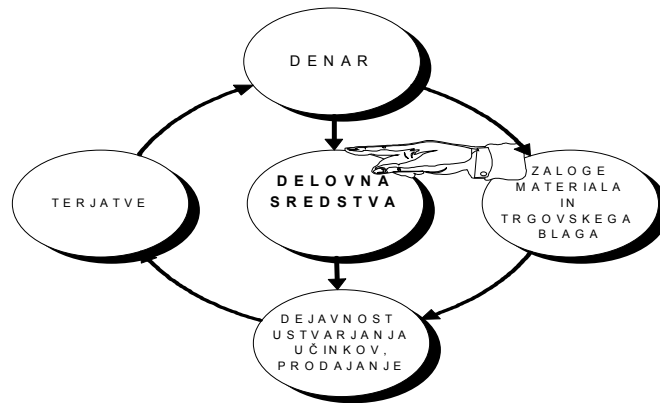 DENAR
TERJATVE
DELOVNA
SREDSTVA
ZALOGE
MATERIALA
IN
TRGOVSKEGA
BLAGA
DEJAVNOST
USTVARJANJA
UČINKOV,
PRODAJANJE